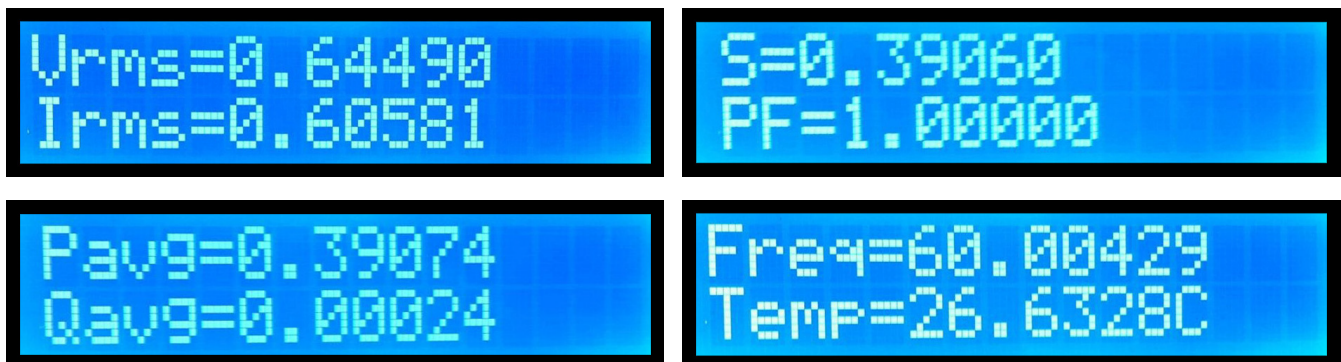 Vrms=0.64490
Irms=0.60581
S=0.39060
PF=1.00000
Pavg=0.39074
Qavg=0.00024
Freq=60.00429
Temp=26.6328C